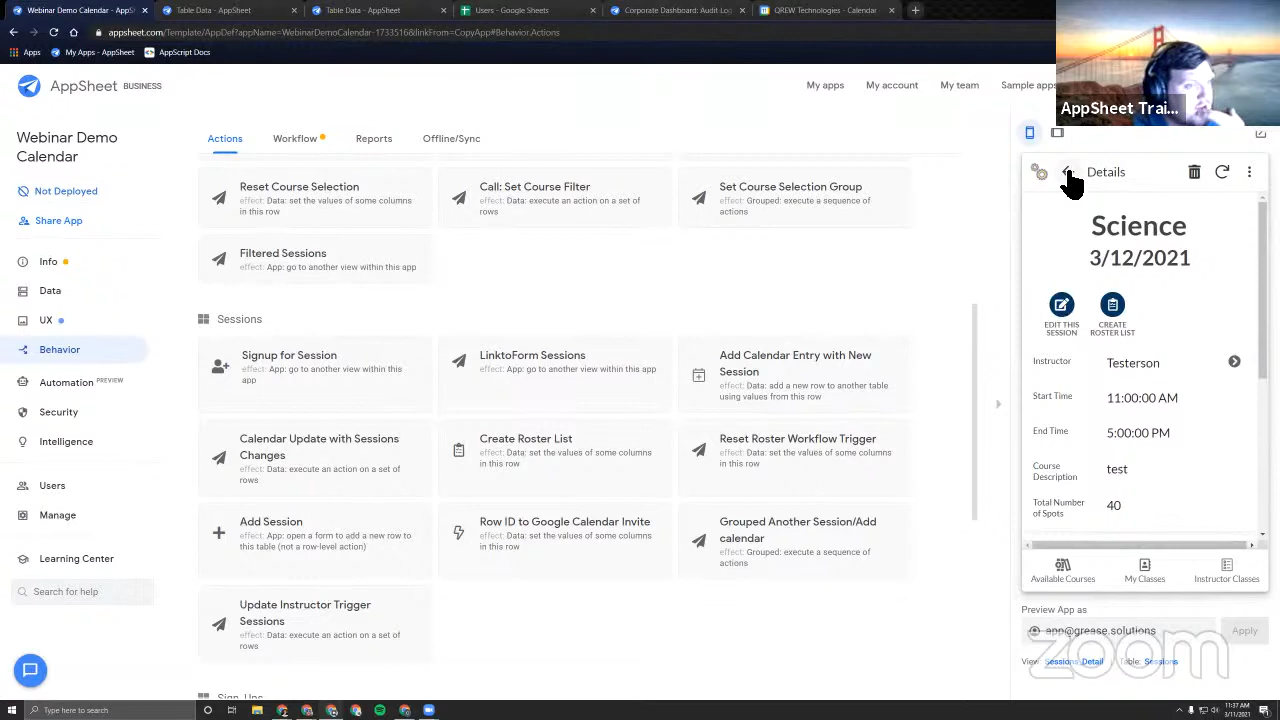 Table Data - AppSheet
Table Data - AppSheet
Users - Google Sheets
Corporate Dashboard: Audit Log
QREW Technologies - Calendar
appsheet.com/Template/AppDef?appName=WebinarDemoCalendar-1733516&linkFrom=CopyApp#Behavior.Actions
Apps
My Apps - AppSheet
AppScript Docs
AppSheet BUSINESS
My apps
My account
My team
Sample apps
AppSheet Trai...
Webinar Demo
Calendar
Not Deployed
Share App
Info
Data
UX
Behavior
Automation PREVIEW
Security
Intelligence
Users
Manage
Learning Center
Search for help
Actions
Workflow
Reports
Offline/Sync
Reset Course Selection
effect: Data: set the values of some columns
in this row
Call: Set Course Filter
effect: Data: execute an action on a set of
rows
Set Course Selection Group
effect: Grouped: execute a sequence of
actions
Filtered Sessions
effect: App: go to another view within this app
Sessions
Signup for Session
effect: App: go to another view within this
app
LinktoForm Sessions
effect: App: go to another view within this app
Add Calendar Entry with New
Session
effect: Data: add a new row to another table
using values from this row
Calendar Update with Sessions
Changes
effect: Data: execute an action on a set of
rows
Create Roster List
effect: Data: set the values of some columns
in this row
Reset Roster Workflow Trigger
effect: Data: set the values of some columns
in this row
Add Session
effect: App: open a form to add a new row to
this table (not a row-level action)
Row ID to Google Calendar Invite
effect: Data: set the values of some columns
in this row
Grouped Another Session/Add
calendar
effect: Grouped: execute a sequence of
actions
Update Instructor Trigger
Sessions
effect: Data: execute an action on a set of
rows
Sign Ups
Details
Science
3/12/2021
EDIT THIS
SESSION
CREATE
ROSTER LIST
Instructor
Testerson
Start Time
11:00:00 AM
End Time
5:00:00 PM
Course
Description
test
Total Number
of Spots
40
Available Courses
My Classes
Instructor Classes
Preview App as
app@grease.solutions
Apply
View: Sessions_Detail
Table: Sessions
zoom
Type here to search
11:37 AM
3/11/2021